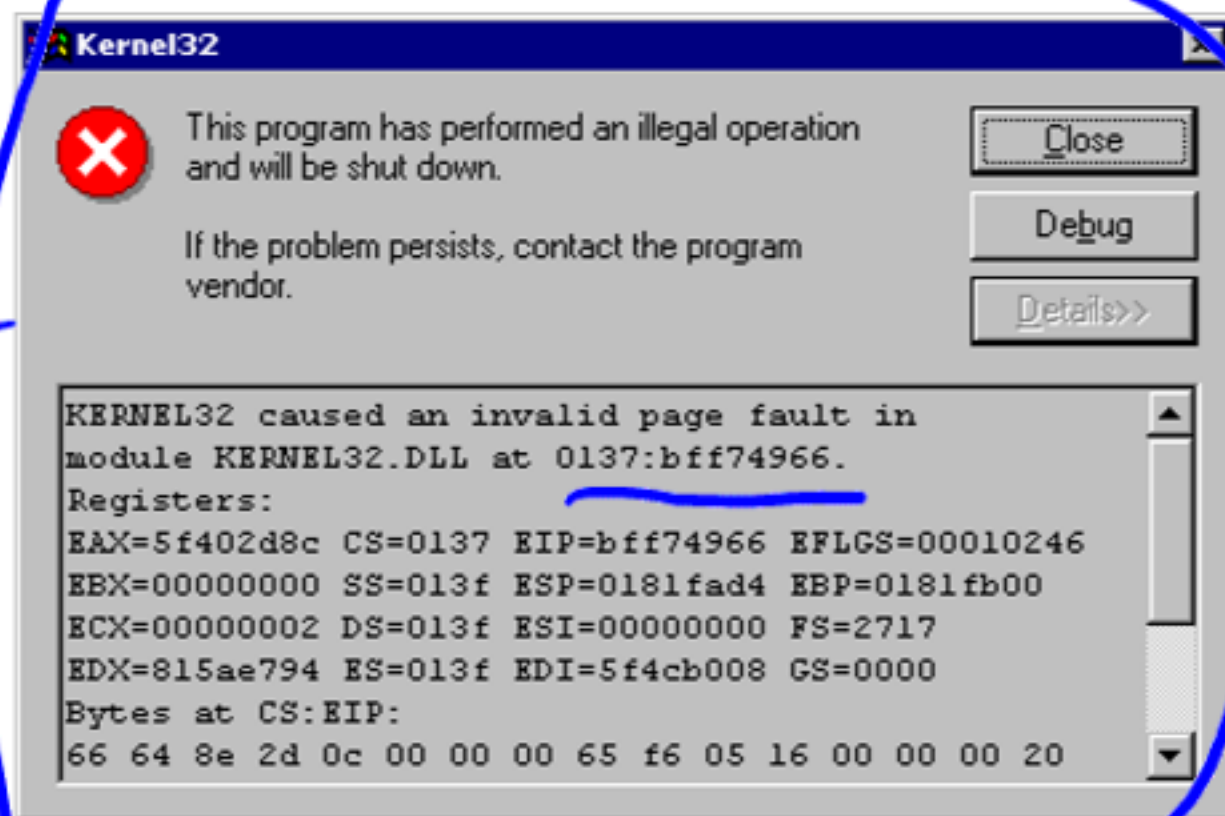 Kernel32
This program has performed an illegal operation
and will be shut down.
If the problem persists, contact the program
vendor.
Close
Debug
Details>>
KERNEL32 caused an invalid page fault in
module KERNEL32.DLL at 0137:bff74966.
Registers:
EAX=5f402d8c CS=0137 EIP=bff74966 EFLGS=00010246
EBX=00000000 SS=013f ESP=0181fad4 EBP=0181fb00
ECX=00000002 DS=013f ESI=00000000 FS=2717
EDX=815ae794 ES=013f EDI=5f4cb008 GS=0000
Bytes at CS:EIP:
66 64 8e 2d 0c 00 00 00 65 f6 05 16 00 00 00 20